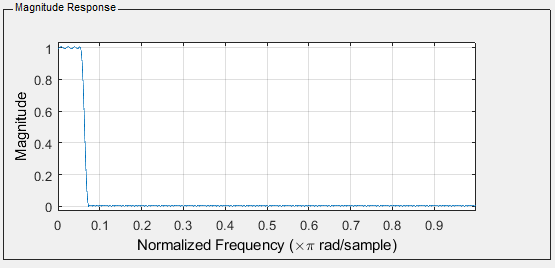 Magnitude Response
1
0.8
0.6
0.4
0.2
0
Magnitude
0 0.1 0.2 0.3 0.4 0.5 0.6 0.7 0.8 0.9
Normalized Frequency (×π rad/sample)